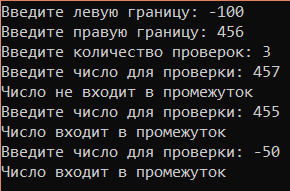 Введите левую границу: -100
Введите правую границу: 456
Введите количество проверок: 3
Введите число для проверки: 457
Число не входит в промежуток
Введите число для проверки: 455
Число входит в промежуток
Введите число для проверки: -50
Число входит в промежуток